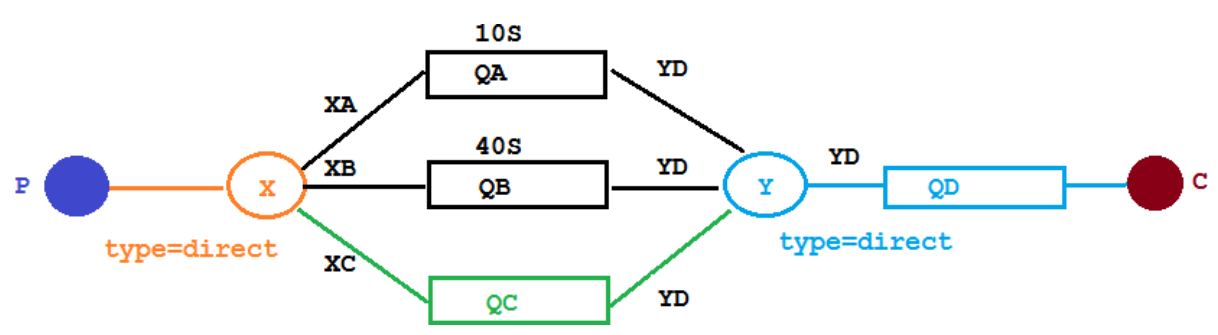 10S
QA
YD
XA
40S
XB
YD
YD
P
X
QB
Y
QD
C
type=direct
type=direct
XC
QC
YD